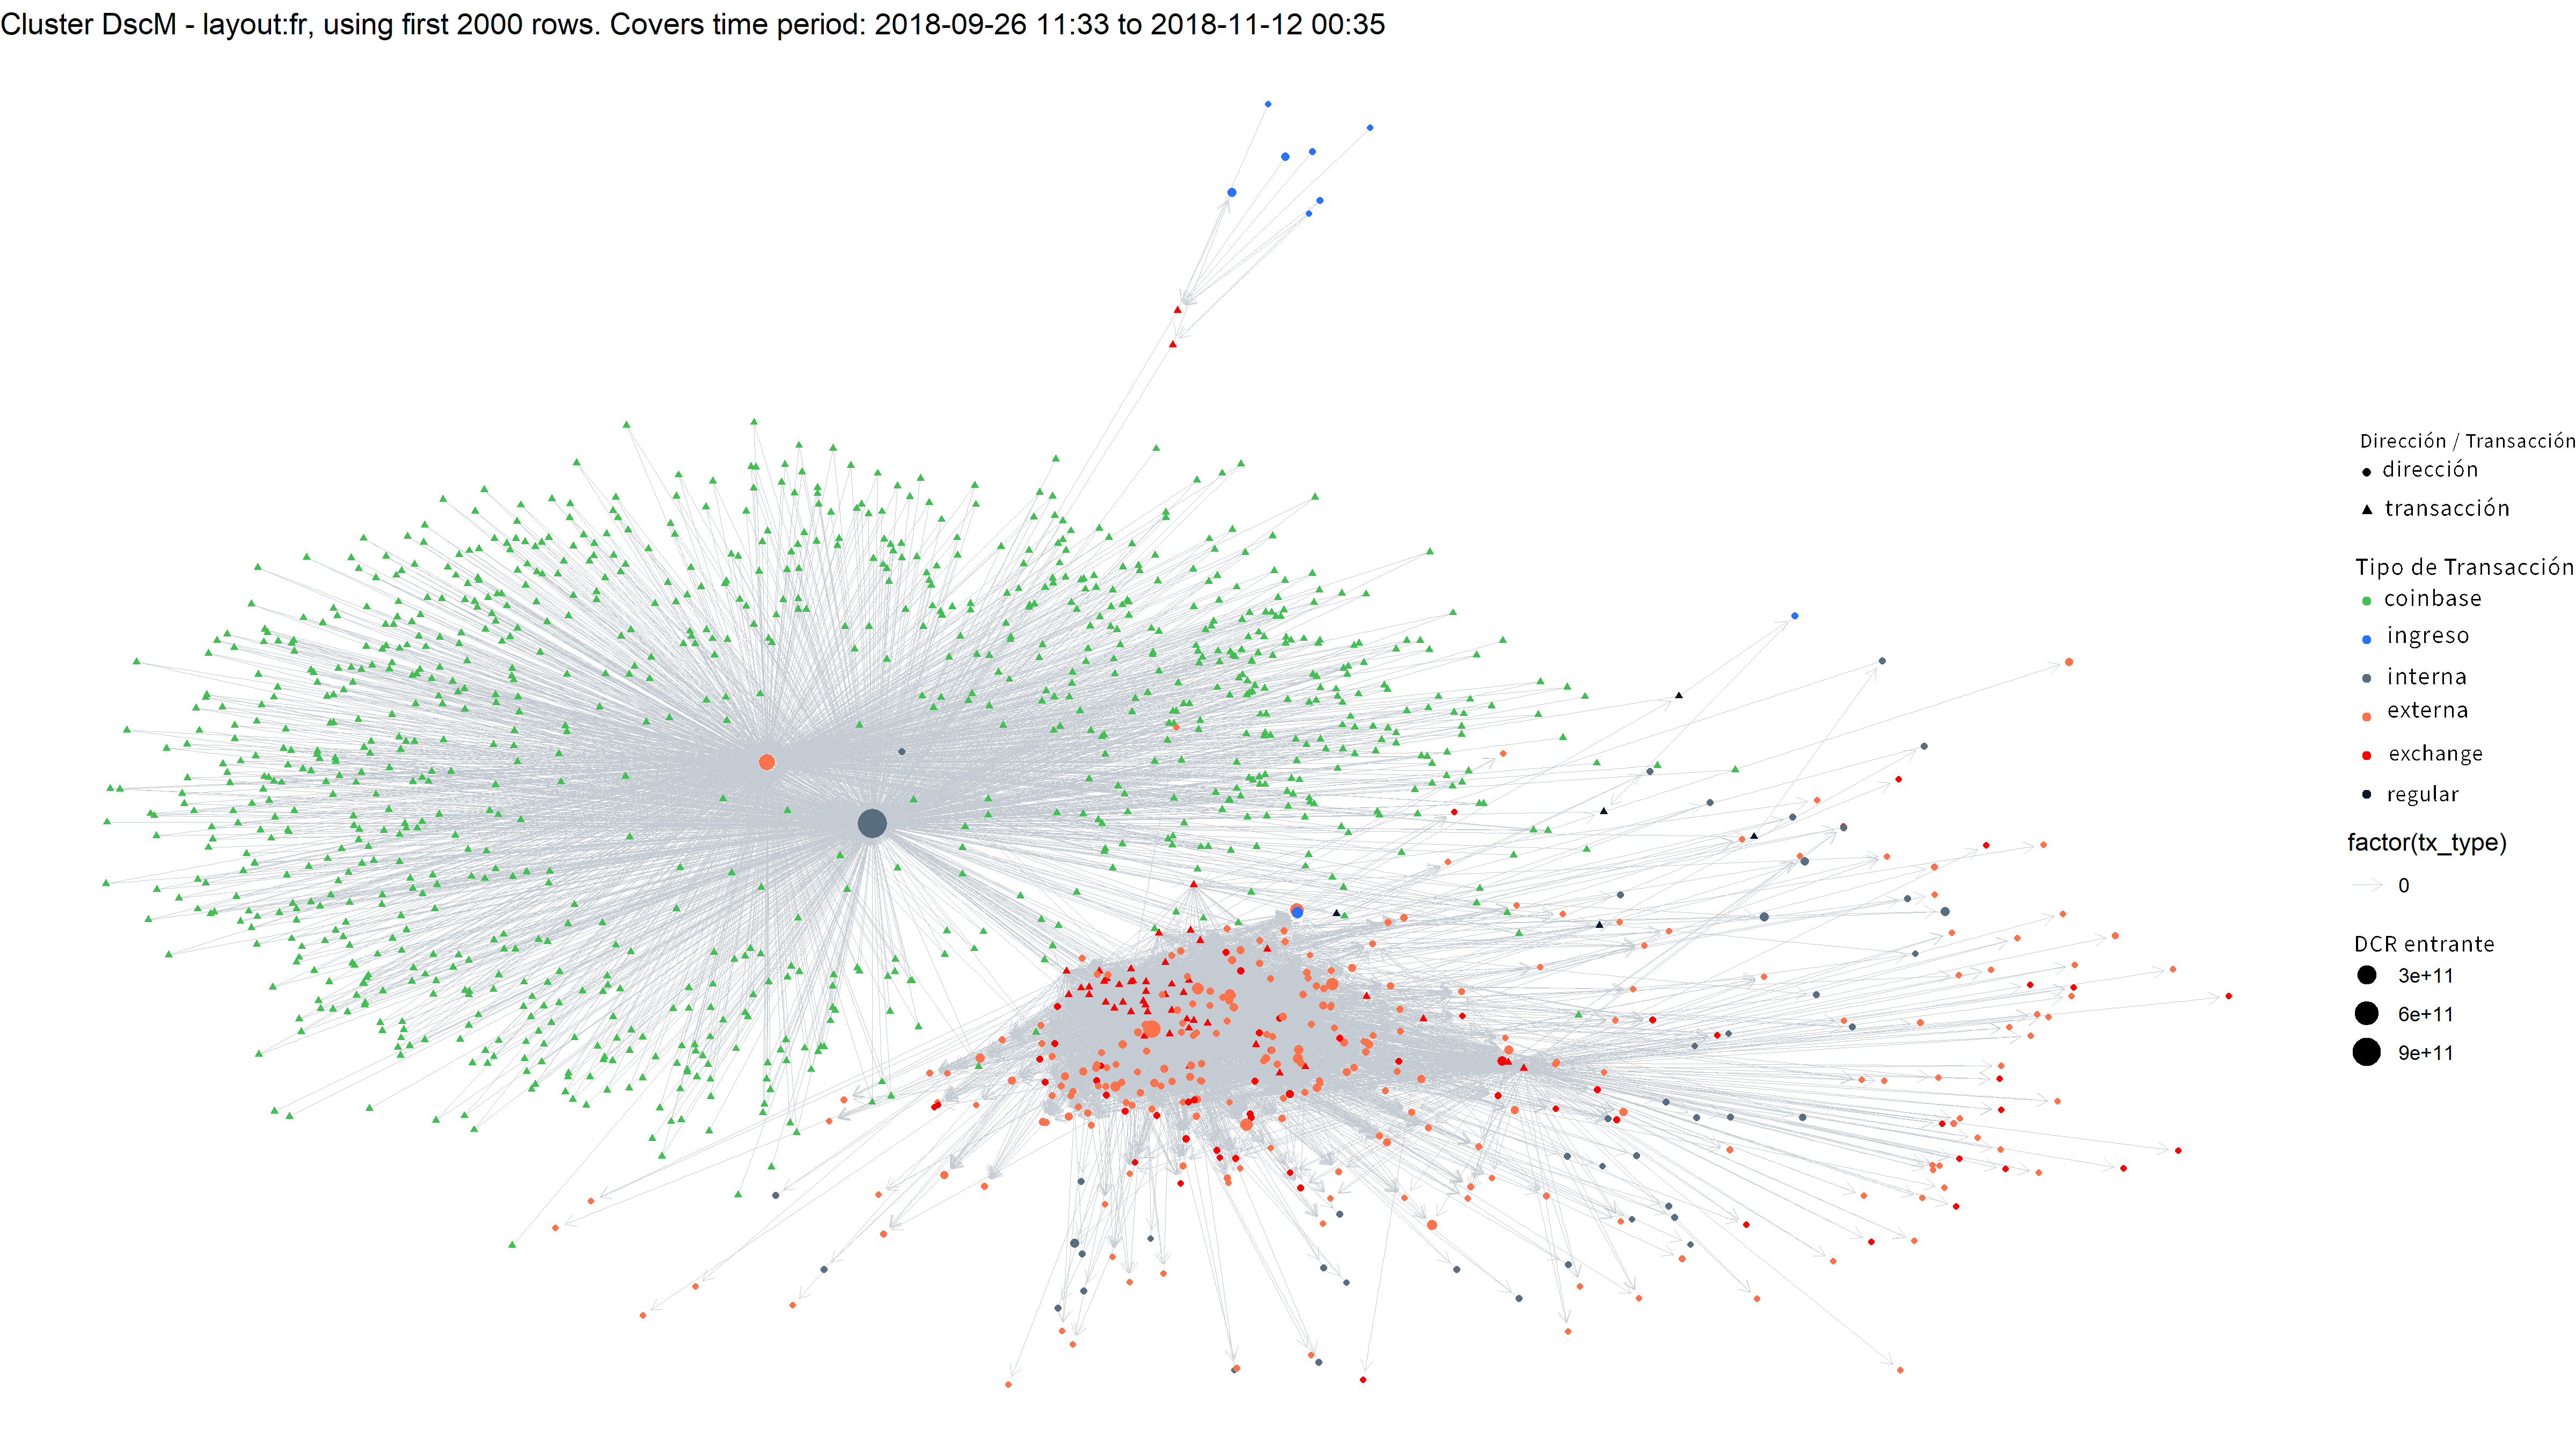 Cluster DscM - layout:fr, using first 2000 rows. Covers time period: 2018-09-26 11:33 to 2018-11-12 00:35
Dirección / Transacción
dirección
transacción
Tipo de Transacción
coinbase
ingreso
interna
externa
exchange
regular
factor(tx_type)
0
DCR entrante
3e+11
6e+11
9e+11